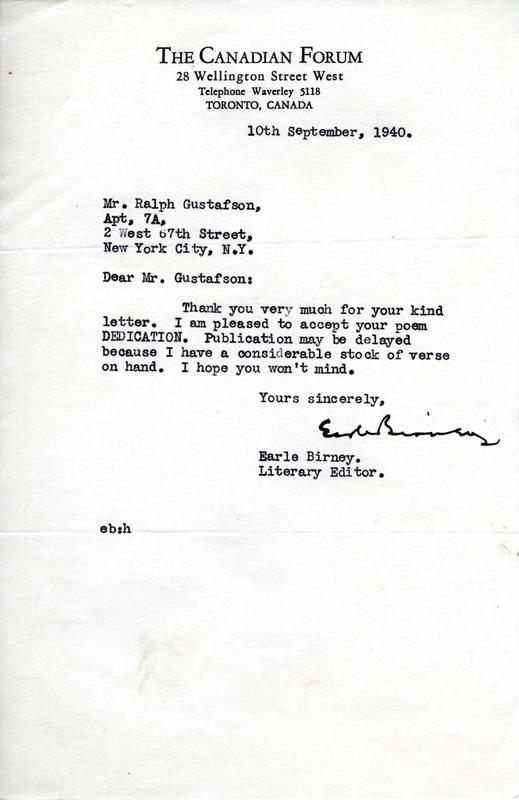 THE CANADIAN FORUM
28 Wellington Street West
Telephone Waverley 5118
TORONTO, CANADA
10th September, 1940.
Mr. Ralph Gustafson,
Apt, 7A,
2 West 67th Street,
New York City, N.Y.
Dear Mr. Gustafson:
Thank you very much for your kind
letter. I am pleased to accept your poem
DEDICATION. Publication may be delayed
because I have a considerable stock of verse
on hand. I hope you won't mind.
Yours sincerely,
Earle Birney
Earle Birney.
Literary Editor.
eb:h